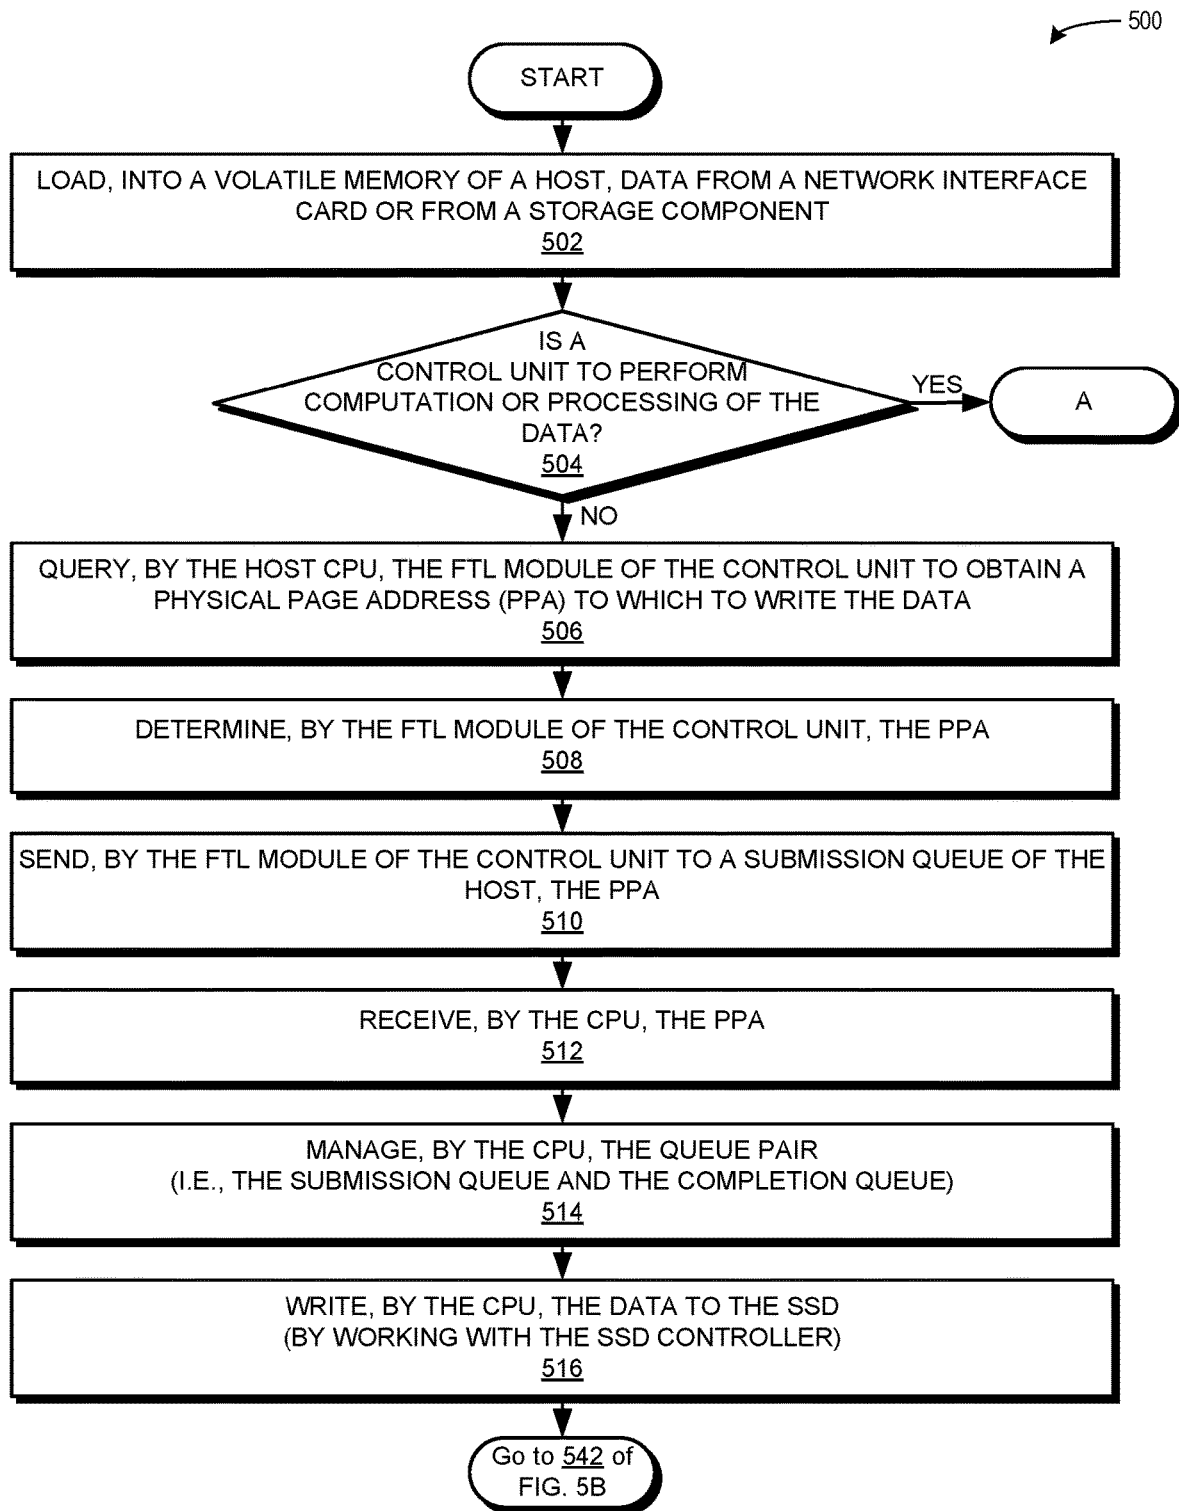 500
START
LOAD, INTO A VOLATILE MEMORY OF A HOST, DATA FROM A NETWORK INTERFACE
CARD OR FROM A STORAGE COMPONENT
502
IS A
CONTROL UNIT TO PERFORM
COMPUTATION OR PROCESSING OF THE
DATA?
504
YES
A
NO
QUERY, BY THE HOST CPU, THE FTL MODULE OF THE CONTROL UNIT TO OBTAIN A
PHYSICAL PAGE ADDRESS (PPA) TO WHICH TO WRITE THE DATA
506
DETERMINE, BY THE FTL MODULE OF THE CONTROL UNIT, THE PPA
508
SEND, BY THE FTL MODULE OF THE CONTROL UNIT TO A SUBMISSION QUEUE OF THE
HOST, THE PPA
510
RECEIVE, BY THE CPU, THE PPA
512
MANAGE, BY THE CPU, THE QUEUE PAIR
(I.E., THE SUBMISSION QUEUE AND THE COMPLETION QUEUE)
514
WRITE, BY THE CPU, THE DATA TO THE SSD
(BY WORKING WITH THE SSD CONTROLLER)
516
Go to 542 of
FIG. 5B